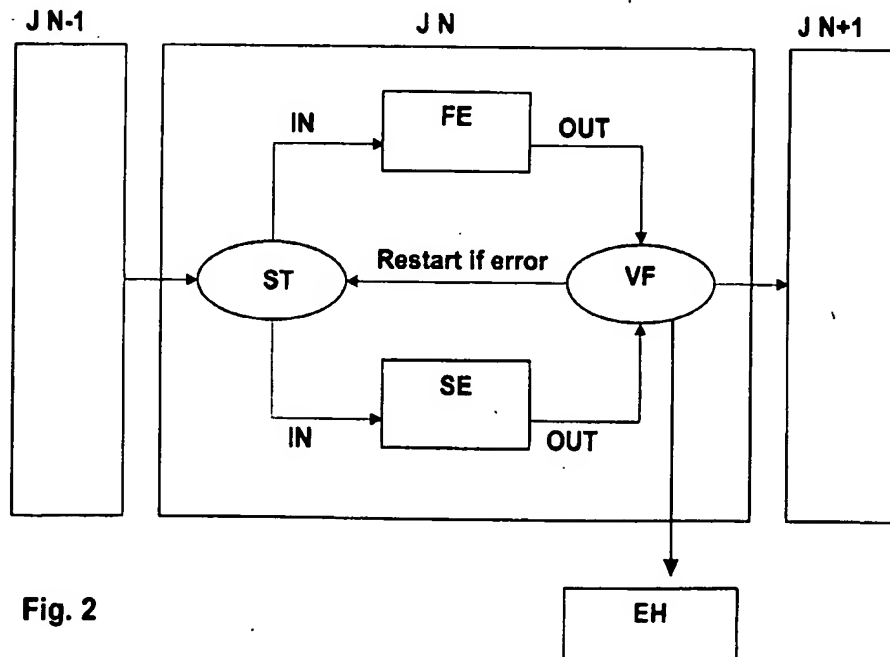 J N-1
J N
J N+1
IN
FE
OUT
ST
Restart if error
VF
IN
SE
OUT
Fig. 2
EH